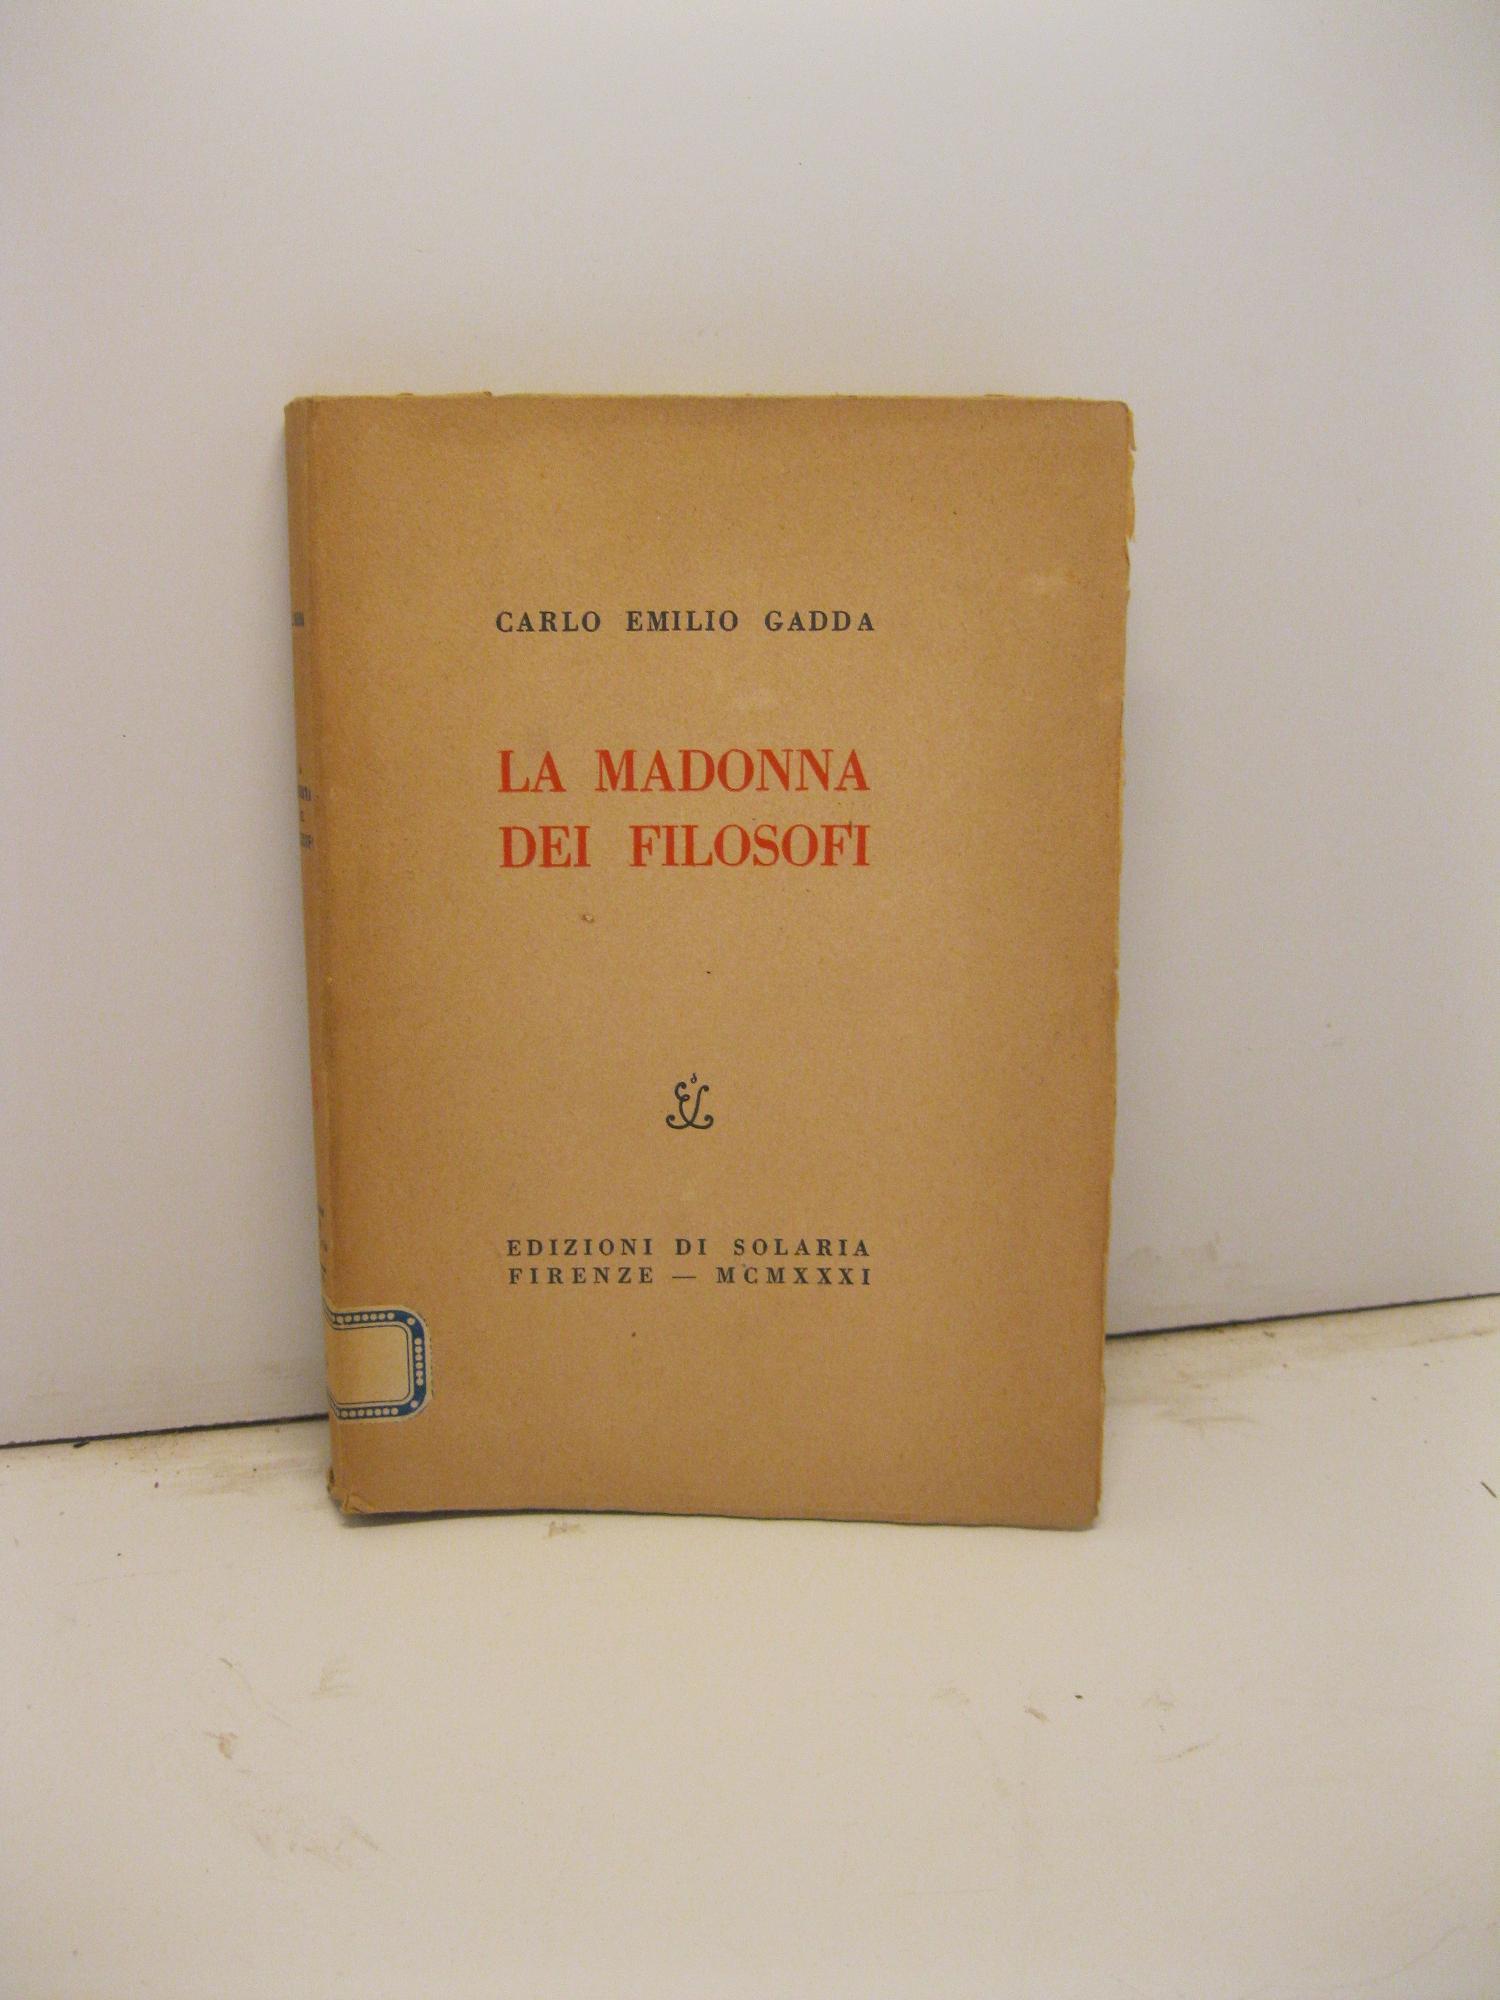 CARLO EMILIO GADDA
LA MADONNA
DEI FILOSOFI
EDIZIONI DI SOLARIA
FIRENZE — MCMXXXI